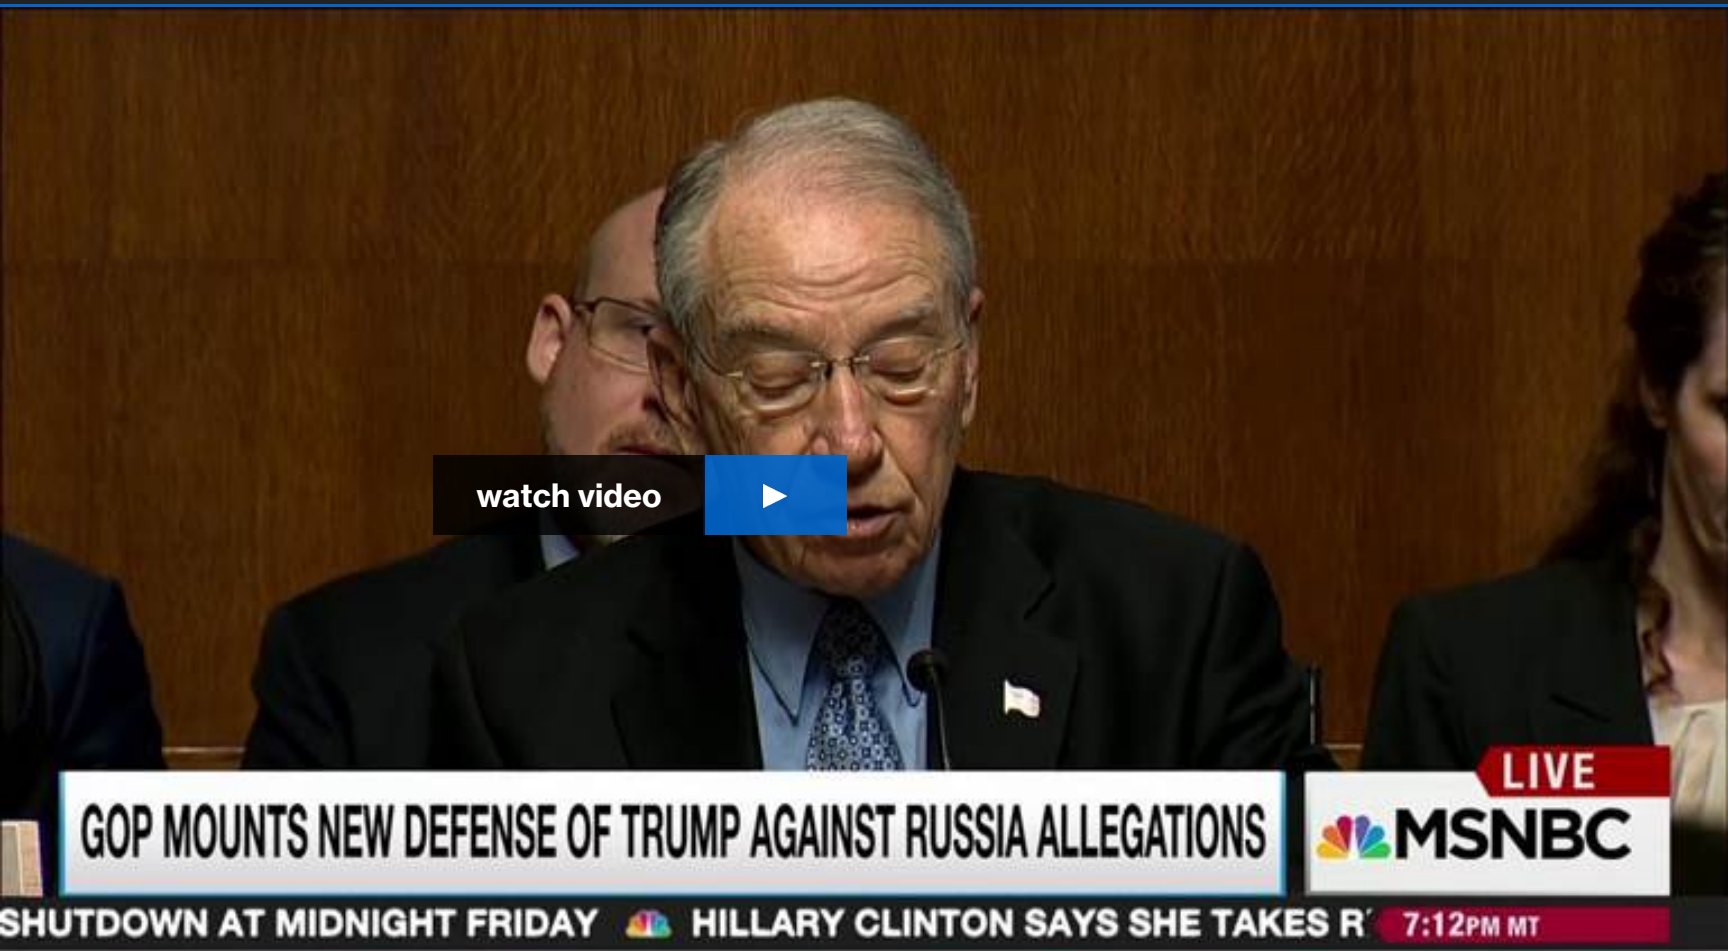 watch video
LIVE
GOP MOUNTS NEW DEFENSE OF TRUMP AGAINST RUSSIA ALLEGATIONS
MSNBC
SHUTDOWN AT MIDNIGHT FRIDAY HILLARY CLINTON SAYS SHE TAKES
7:12PM MT